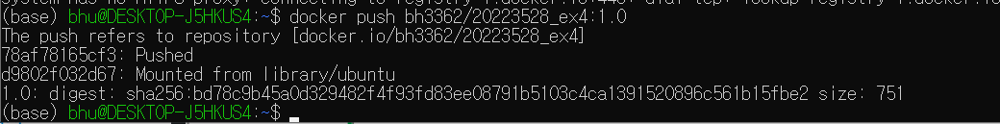 (base) bhu@DESKTOP-J5HKUS4:~$ docker push bh3362/20223528_ex4:1.0
The push refers to repository [docker.io/bh3362/20223528_ex4]
78af78165cf3: Pushed
d9802f032d67: Mounted from library/ubuntu
1.0: digest: sha256:bd78c9b45a0d329482f4f93fd83ee08791b5103c4ca1391520896c561b15fbe2 size: 751
(base) bhu@DESKTOP-J5HKUS4:~$